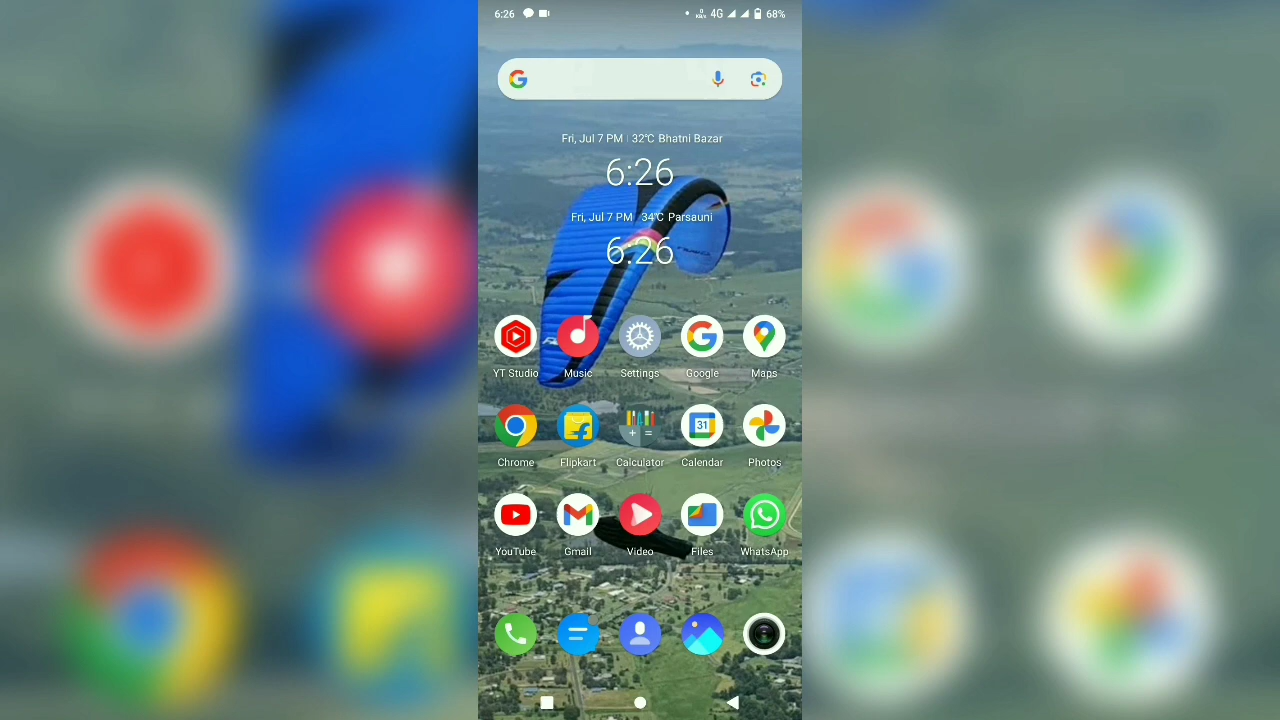 6:26 4G 68%
Fri, Jul 7 PM 32°C Bhatni Bazar
6:26
Fri, Jul 7 PM 34°C Parsauni
6:26
YT Studio Music Settings Google Maps
31
Chrome Flipkart Calculator Calendar Photos
YouTube Gmail Video Files WhatsApp